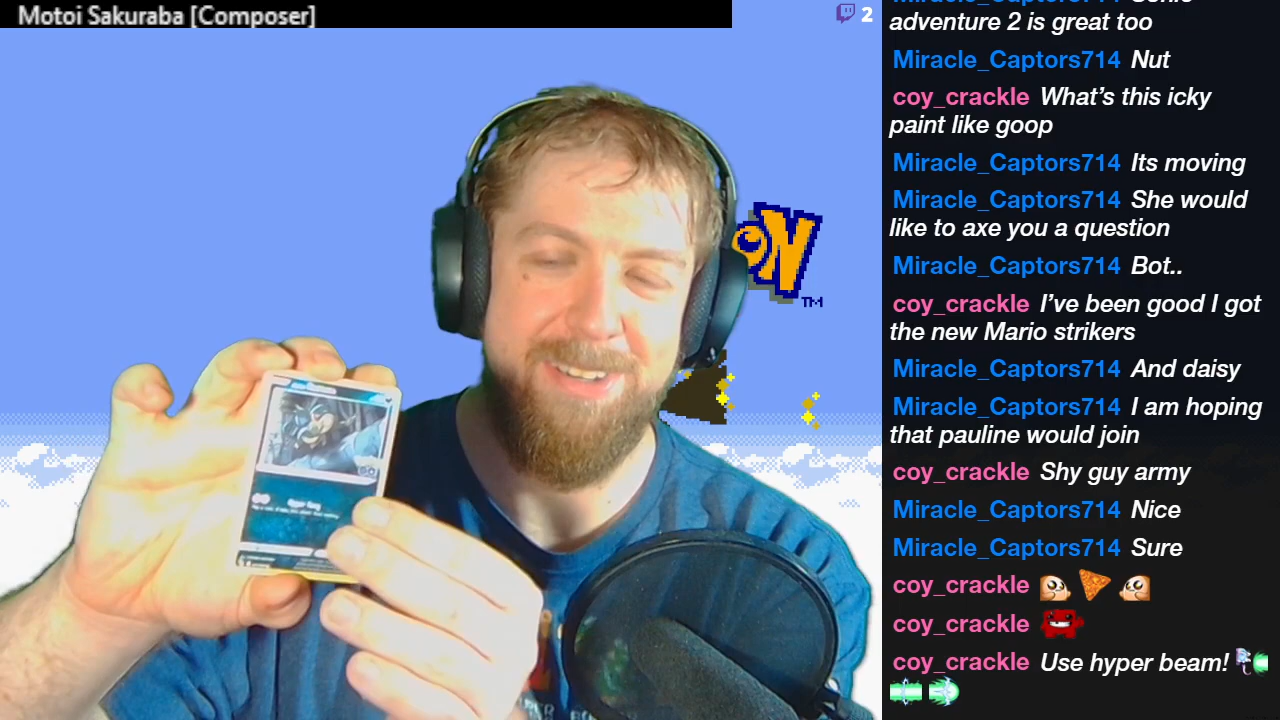 Motoi Sakuraba [Composer]
2
adventure 2 is great too
Miracle_Captors714 Nut
coy_crackle What's this icky
paint like goop
Miracle_Captors714 Its moving
Miracle_Captors714 She would
like to axe you a question
Miracle_Captors714 Bot..
coy_crackle I've been good I got
the new Mario strikers
Miracle_Captors714 And daisy
Miracle_Captors714 I am hoping
that pauline would join
coy_crackle Shy guy army
Miracle_Captors714 Nice
Miracle_Captors714 Sure
coy_crackle
coy_crackle
coy_crackle Use hyper beam!
N
TM